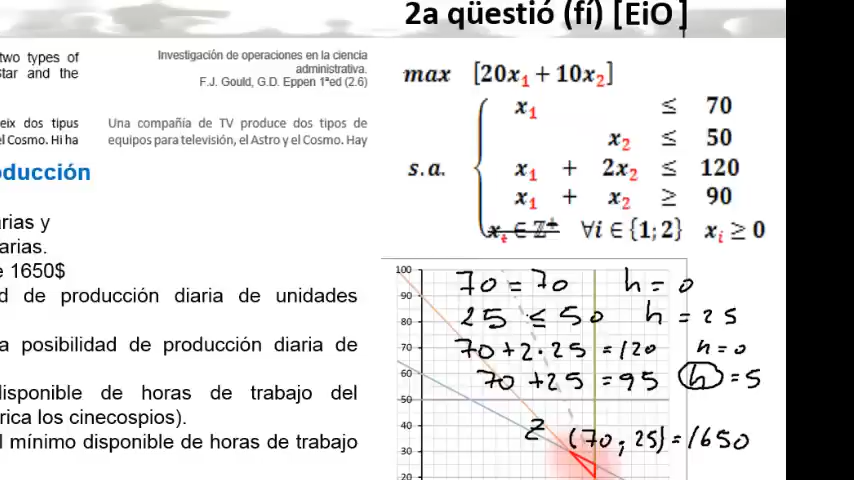 2a qüestió (fí) [EiO]
two types of
star and the
Investigación de operaciones en la ciencia
administrativa.
F.J. Gould, G.D. Eppen 1ªed (2.6)
eix dos tipus
el Cosmo. Hi ha
Una compañía de TV produce dos tipos de
equipos para televisión, el Astro y el Cosmo. Hay
oducción
arias y
arias.
e 1650$
d de producción diaria de unidades
a posibilidad de producción diaria de
disponible de horas de trabajo del
rica los cinecospios).
l mínimo disponible de horas de trabajo
max [20x₁ + 10x₂]
x₁ ≤ 70
x₂ ≤ 50
s.a. x₁ + 2x₂ ≤ 120
x₁ + x₂ ≥ 90
xᵢ ∈ ℤ⁺ ∀i ∈ {1;2} xᵢ ≥ 0
100
90
80
70
60
50
40
30
20
70 = 70 h = 0
25 ≤ 50 h = 25
70+2·25 = 120 h = 0
70 + 25 = 95 h = 5
Z (70, 25) = 1650